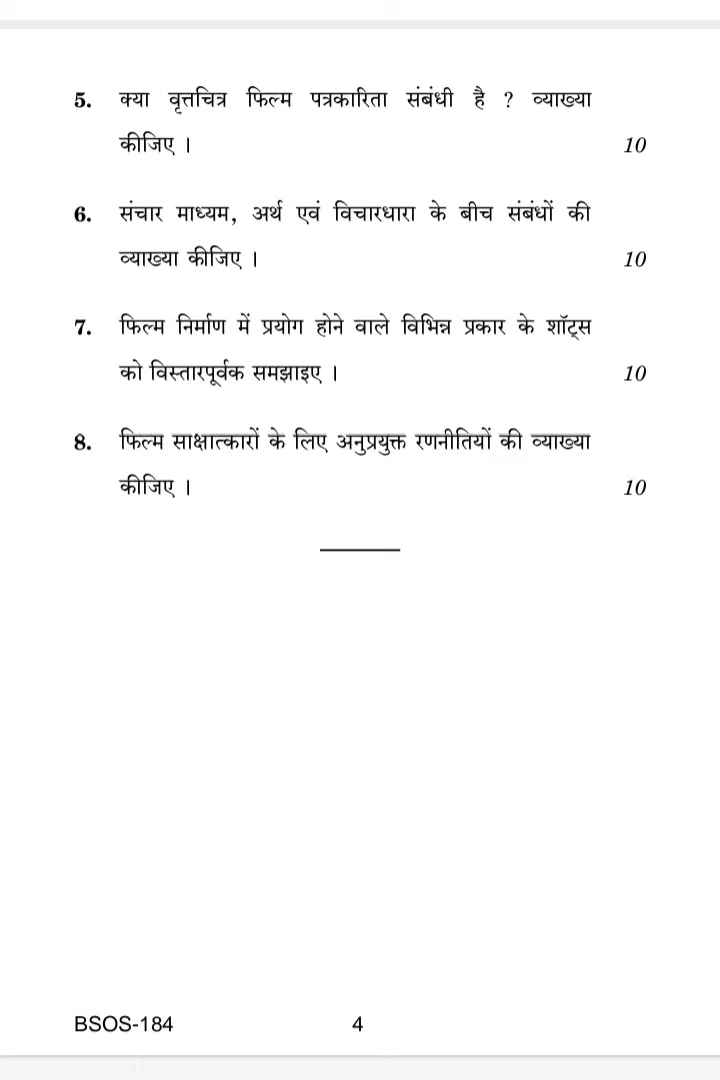 5. क्या वृत्तचित्र फिल्म पत्रकारिता संबंधी है ? व्याख्या
कीजिए । 10
6. संचार माध्यम, अर्थ एवं विचारधारा के बीच संबंधों की
व्याख्या कीजिए । 10
7. फिल्म निर्माण में प्रयोग होने वाले विभिन्न प्रकार के शॉट्स
को विस्तारपूर्वक समझाइए । 10
8. फिल्म साक्षात्कारों के लिए अनुप्रयुक्त रणनीतियों की व्याख्या
कीजिए । 10
BSOS-184 4